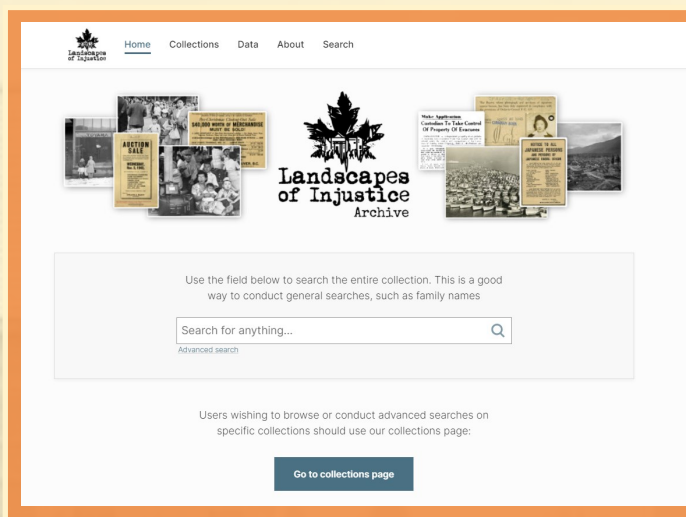 Landscapes
of Injustice
Home
Collections
Data
About
Search
AUCTION
SALE
$40,000 WORTH OF MERCHANDISE
MUST BE SOLD!
Landscapes
of Injustice
Archive
Make Application
Custodian To Take Control
Of Property Of Evacuees
NOTICE TO ALL
JAPANESE PERSONS
Use the field below to search the entire collection. This is a good
way to conduct general searches, such as family names
Search for anything...
Advanced search
Users wishing to browse or conduct advanced searches on
specific collections should use our collections page:
Go to collections page